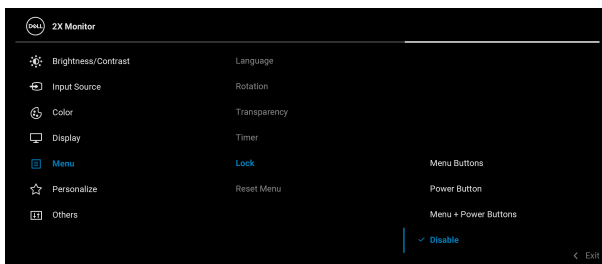 DELL 2X Monitor
Brightness/Contrast Language
Input Source Rotation
Color Transparency
Display Timer
Menu Lock Menu Buttons
Personalize Reset Menu Power Button
Others Menu + Power Buttons
Disable
Exit